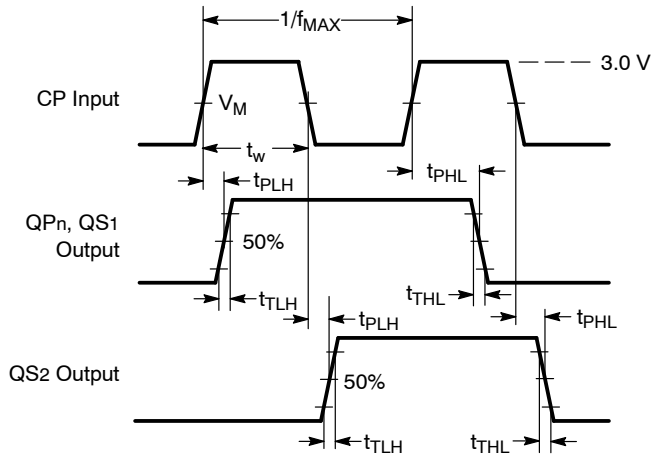 1/fMAX
3.0 V
CP Input
VM
tw
tPLH
tPHL
QPn, QS1
Output
50%
tTLH
tTHL
tPLH
tPHL
QS2 Output
50%
tTLH
tTHL